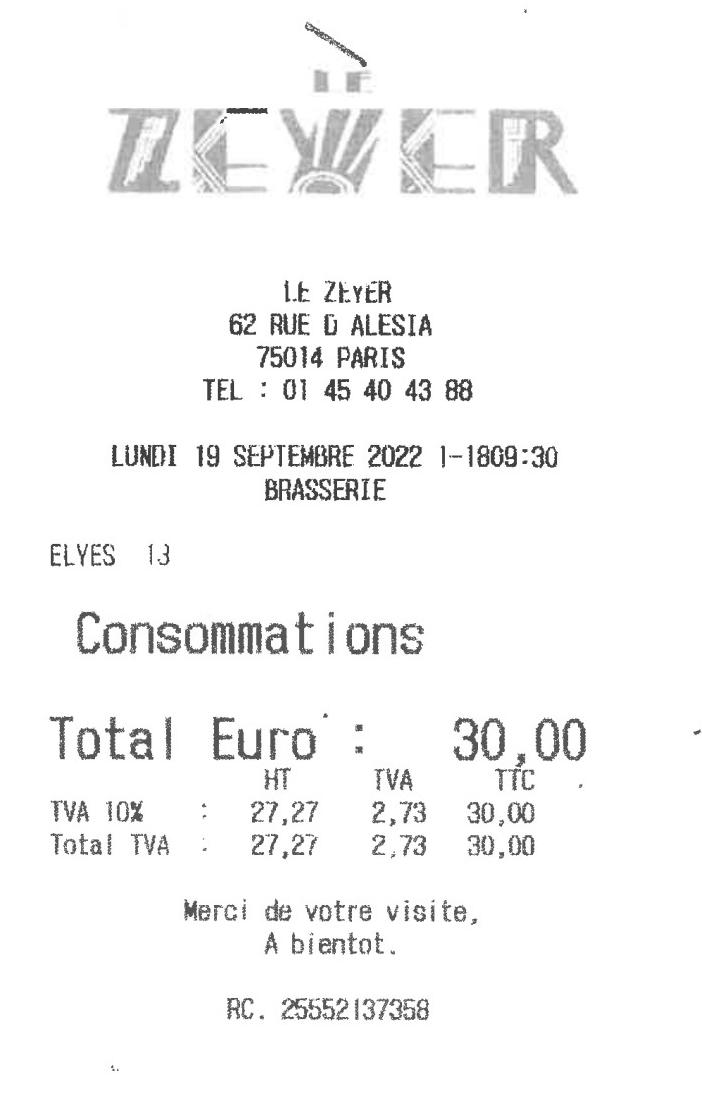 LE
ZEYER
LE ZEYER
62 RUE D ALESIA
75014 PARIS
TEL : 01 45 40 43 88
LUNDI 19 SEPTEMBRE 2022 1-1809:30
BRASSERIE
ELYES 13
Consommations
Total Euro : 30,00
HT TVA TTC
TVA 10% : 27,27 2,73 30,00
Total TVA : 27,27 2,73 30,00
Merci de votre visite,
A bientot.
RC. 25552137358